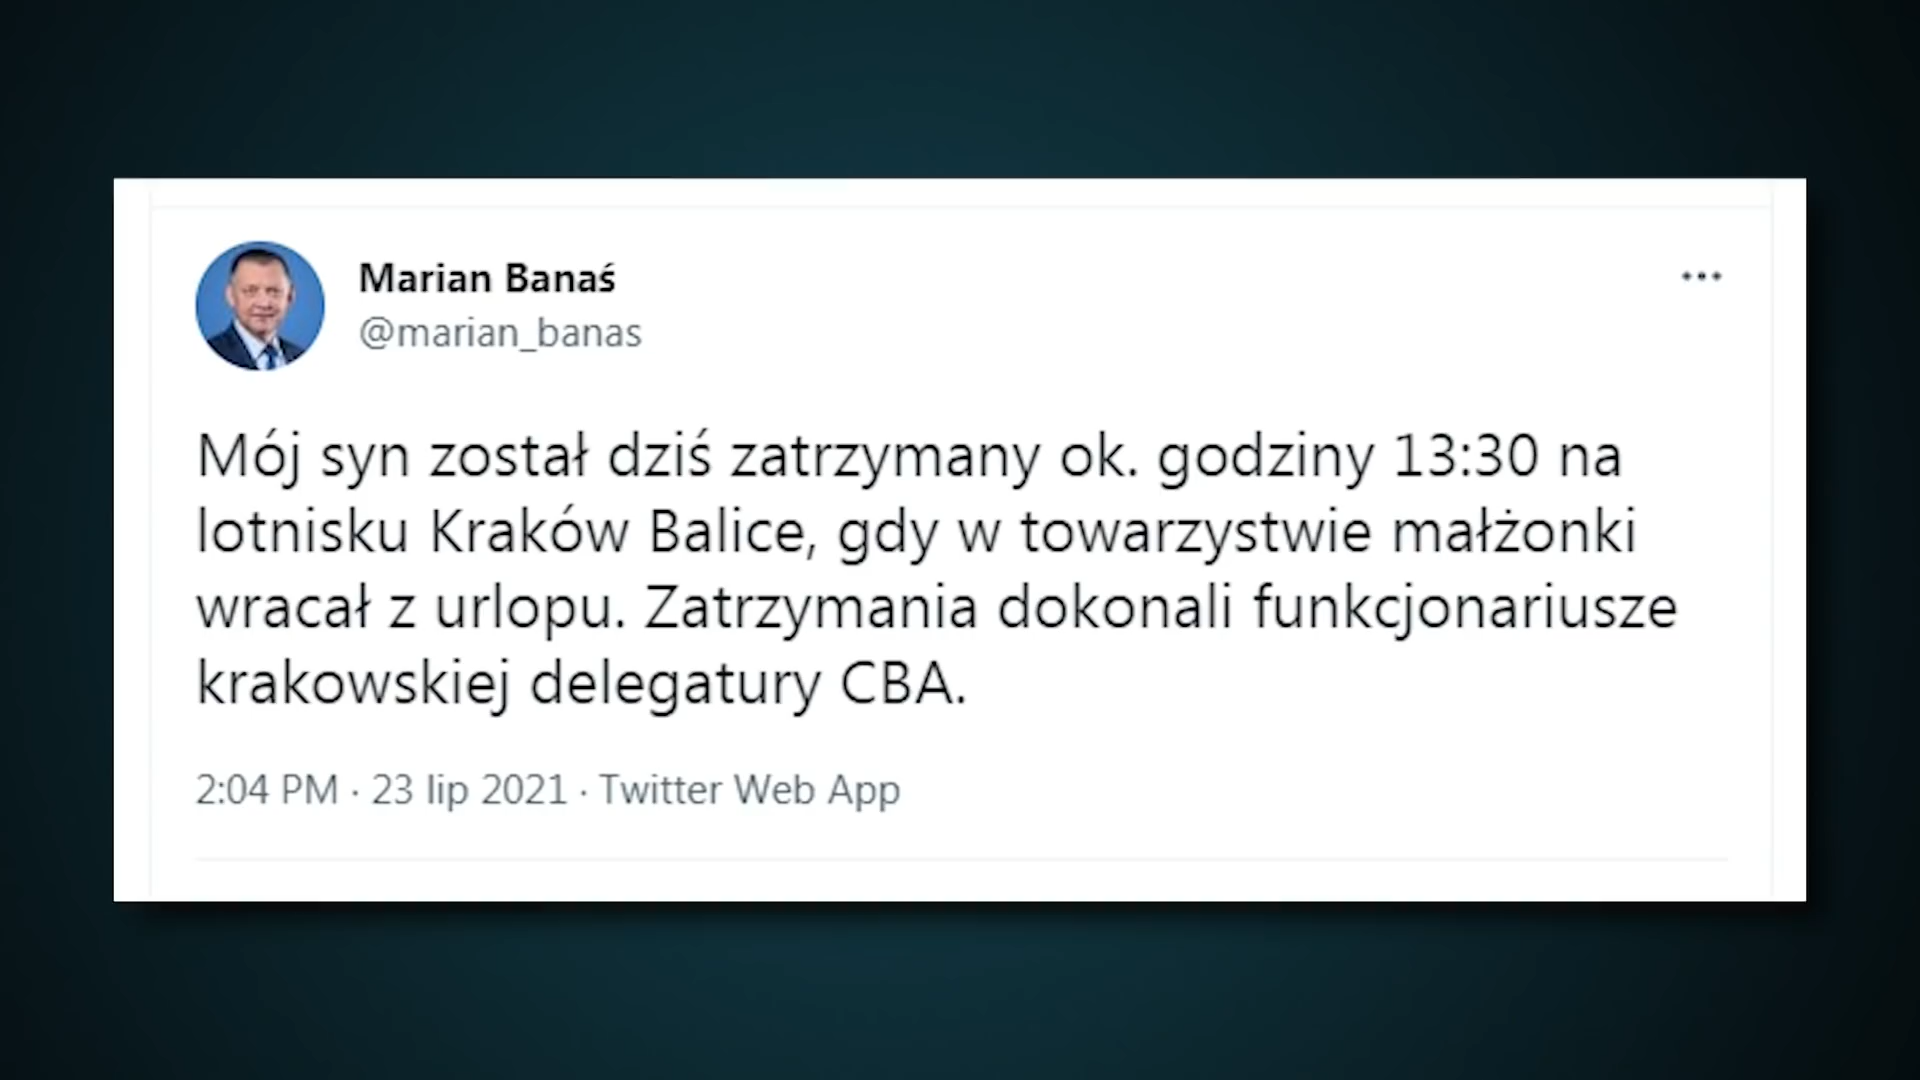 Marian Banaś
@marian_banas
Mój syn został dziś zatrzymany ok. godziny 13:30 na
lotnisku Kraków Balice, gdy w towarzystwie małżonki
wracał z urlopu. Zatrzymania dokonali funkcjonariusze
krakowskiej delegatury CBA.
2:04 PM · 23 lip 2021 · Twitter Web App